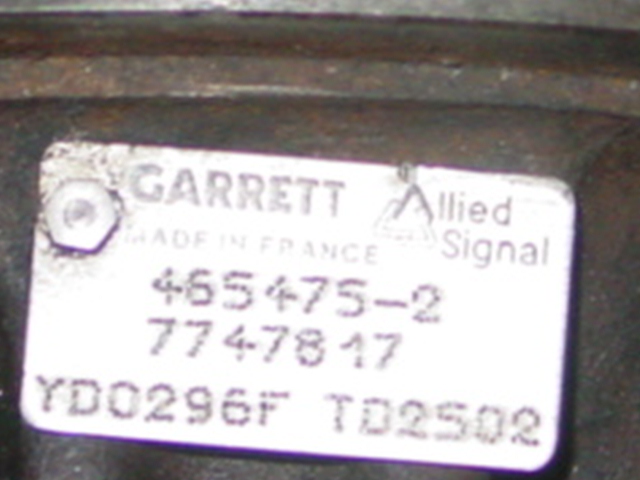 GARRETT Allied
MADE IN FRANCE Signal
465475-2
7747817
YD0296F TD2502